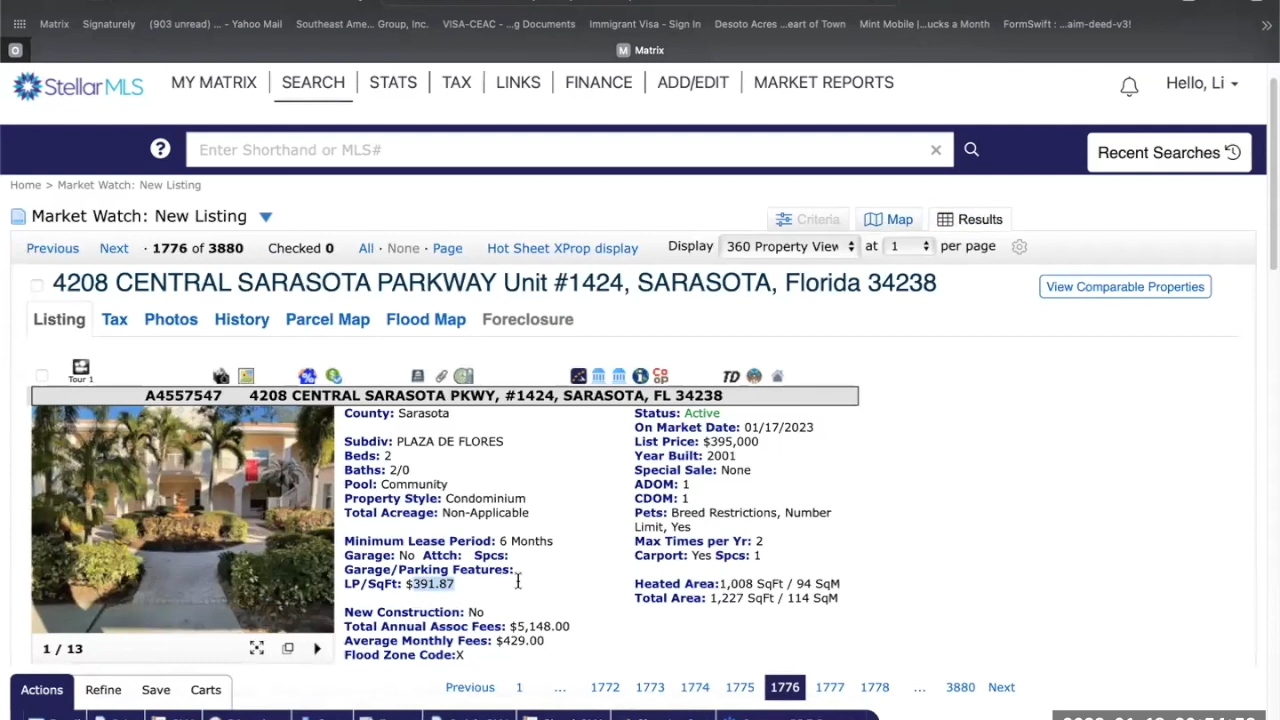 Matrix Signaturely (903 unread) ... - Yahoo Mail Southeast Ame... Group, Inc. VISA-CEAC - ...g Documents Immigrant Visa - Sign In Desoto Acres ...eart of Town Mint Mobile |...ucks a Month FormSwift : ...aim-deed-v3! »
O M Matrix
StellarMLS MY MATRIX SEARCH STATS TAX LINKS FINANCE ADD/EDIT MARKET REPORTS Hello, Li
? Enter Shorthand or MLS# Recent Searches
Home > Market Watch: New Listing
Market Watch: New Listing Criteria Map Results
Previous Next · 1776 of 3880 Checked 0 All · None · Page Hot Sheet XProp display Display 360 Property View at 1 per page
4208 CENTRAL SARASOTA PARKWAY Unit #1424, SARASOTA, Florida 34238 View Comparable Properties
Listing Tax Photos History Parcel Map Flood Map Foreclosure
Tour 1 CO OP TD
A4557547 4208 CENTRAL SARASOTA PKWY, #1424, SARASOTA, FL 34238
County: Sarasota
Subdiv: PLAZA DE FLORES
Beds: 2
Baths: 2/0
Pool: Community
Property Style: Condominium
Total Acreage: Non-Applicable
Minimum Lease Period: 6 Months
Garage: No Attch: Spcs:
Garage/Parking Features:
LP/SqFt: $391.87
New Construction: No
Total Annual Assoc Fees: $5,148.00
Average Monthly Fees: $429.00
Flood Zone Code:X
Status: Active
On Market Date: 01/17/2023
List Price: $395,000
Year Built: 2001
Special Sale: None
ADOM: 1
CDOM: 1
Pets: Breed Restrictions, Number
Limit, Yes
Max Times per Yr: 2
Carport: Yes Spcs: 1
Heated Area:1,008 SqFt / 94 SqM
Total Area: 1,227 SqFt / 114 SqM
1 / 13
Actions Refine Save Carts Previous 1 ... 1772 1773 1774 1775 1776 1777 1778 ... 3880 Next